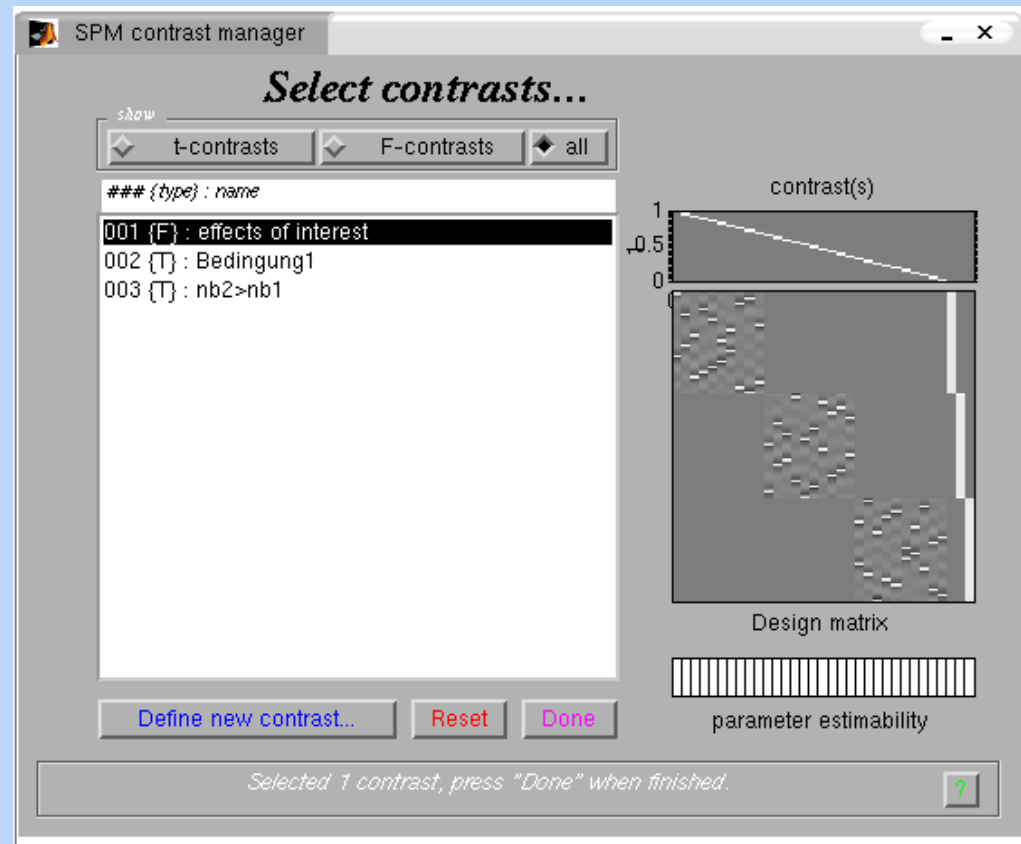 SPM contrast manager
Select contrasts...
show
t-contrasts
F-contrasts
all
### {type} : name
001 {F} : effects of interest
002 {T} : Bedingung1
003 {T} : nb2>nb1
contrast(s)
1
0.5
0
Design matrix
parameter estimability
Define new contrast...
Reset
Done
Selected 1 contrast, press "Done" when finished.
?